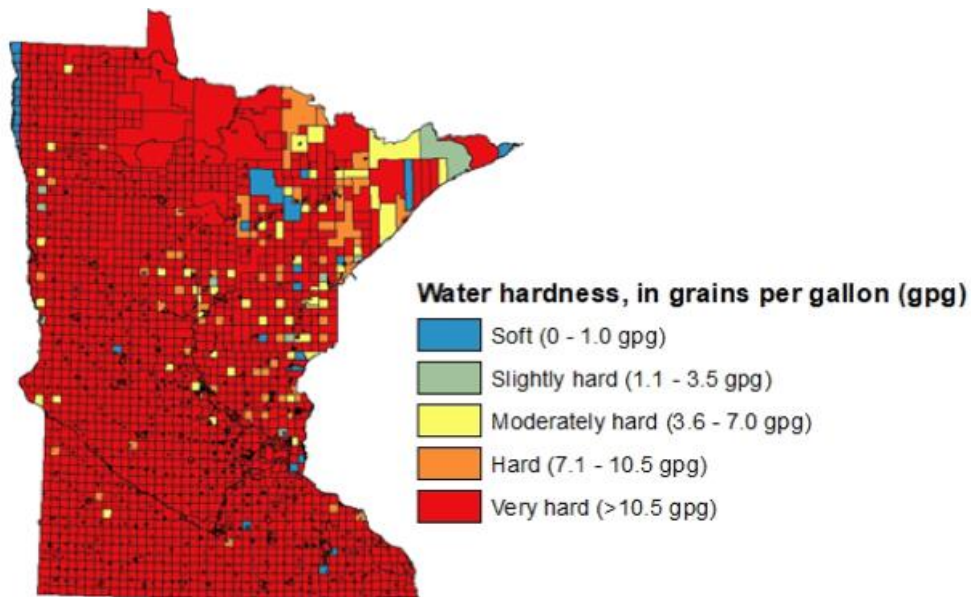 Water hardness, in grains per gallon (gpg)
Soft (0 - 1.0 gpg)
Slightly hard (1.1 - 3.5 gpg)
Moderately hard (3.6 - 7.0 gpg)
Hard (7.1 - 10.5 gpg)
Very hard (>10.5 gpg)